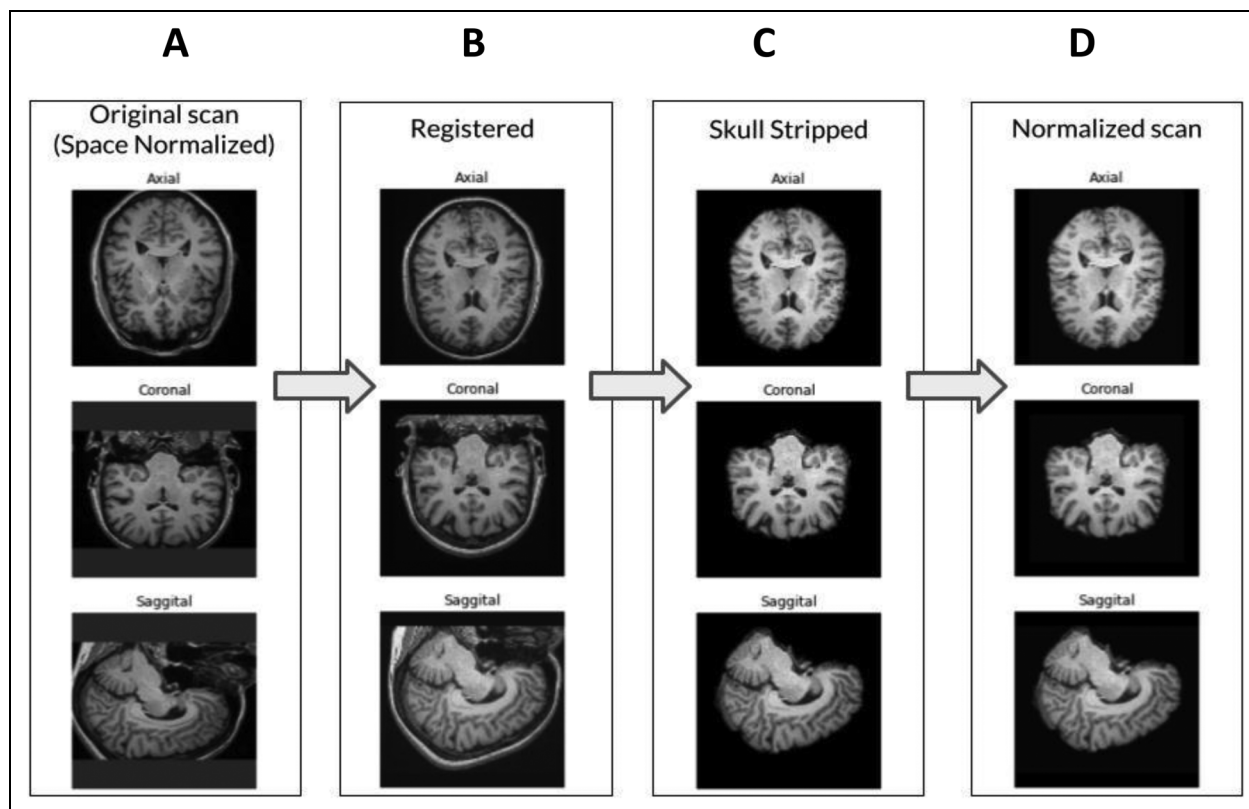 A
B
C
D
Original scan
(Space Normalized)
Axial
Coronal
Saggital
Registered
Axial
Coronal
Saggital
Skull Stripped
Axial
Coronal
Saggital
Normalized scan
Axial
Coronal
Saggital